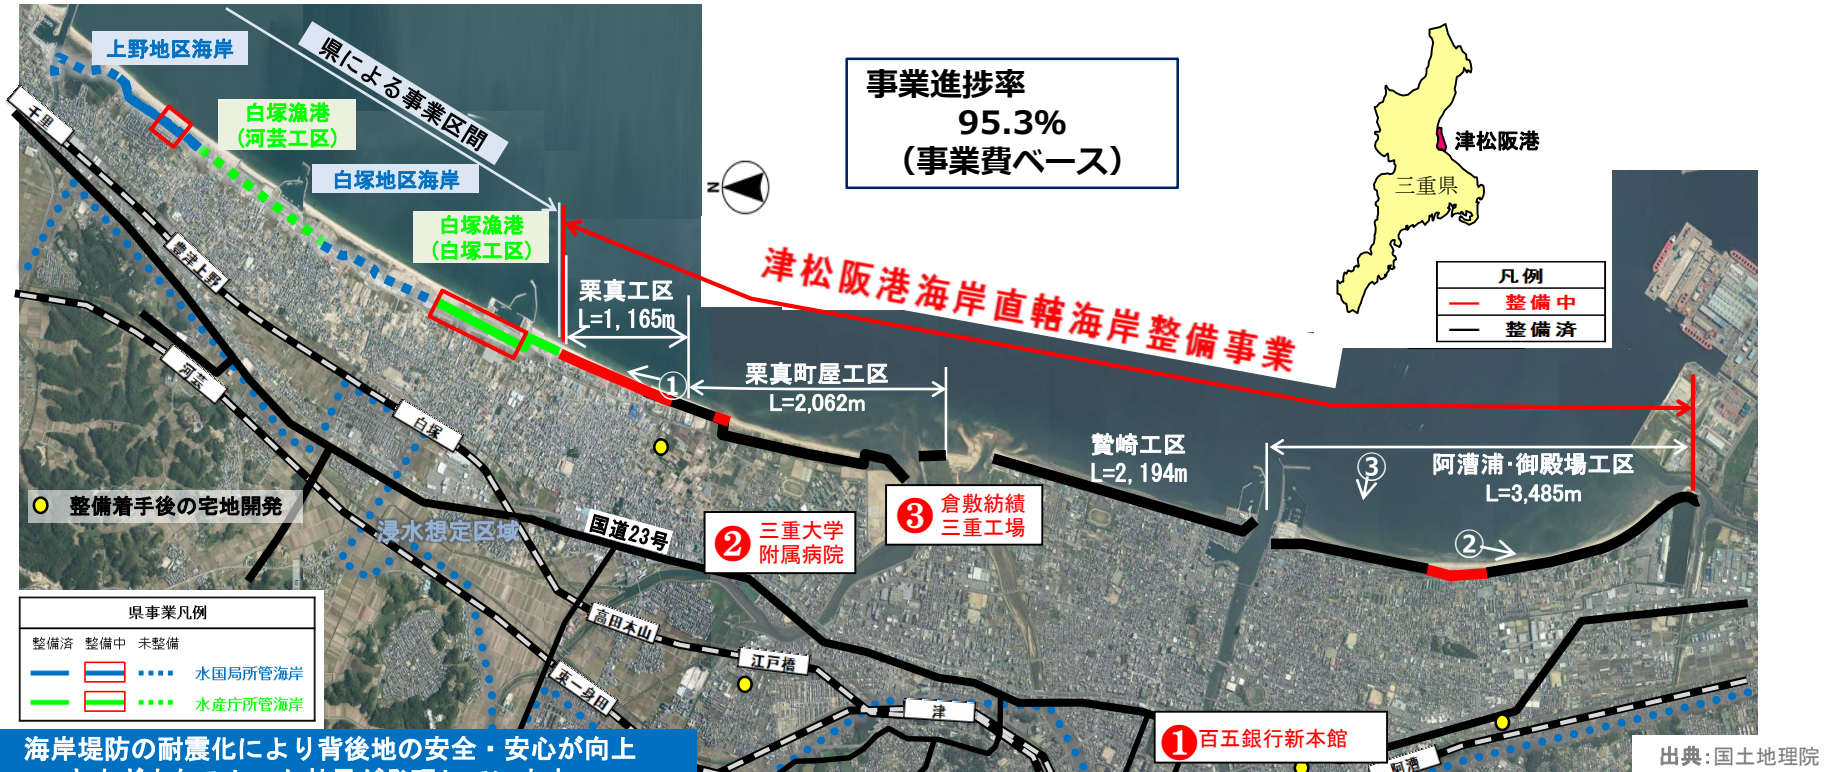 上野地区海岸
県による事業区間
白塚漁港
(河芸工区)
白塚地区海岸
白塚漁港
(白塚工区)
千里
豊津上野
河芸
白塚
事業進捗率
95.3%
（事業費ベース）
N
津松阪港
三重県
凡例
整備中
整備済
津松阪港海岸直轄海岸整備事業
栗真工区
L=1,165m
①
栗真町屋工区
L=2,062m
贄崎工区
L=2,194m
③
阿漕浦･御殿場工区
L=3,485m
②
整備着手後の宅地開発
浸水想定区域
国道23号
❷ 三重大学
附属病院
❸ 倉敷紡績
三重工場
県事業凡例
整備済 整備中 未整備
水国局所管海岸
水産庁所管海岸
高田本山
江戸橋
東一身田
津
❶百五銀行新本館
阿漕
海岸堤防の耐震化により背後地の安全・安心が向上
出典:国土地理院